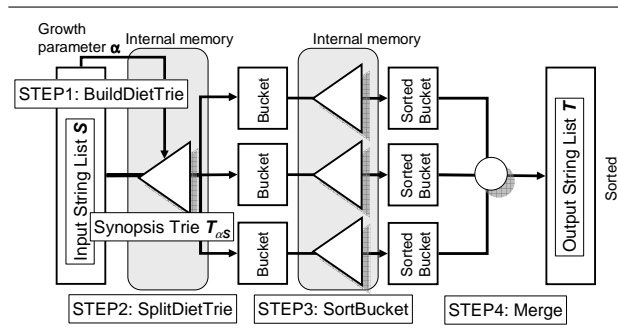 Growth
parameter α
Internal memory
Internal memory
STEP1: BuildDietTrie
Input String List S
Synopsis Trie TαS
Bucket
Bucket
Bucket
Sorted
Bucket
Sorted
Bucket
Sorted
Bucket
Output String List T
Sorted
STEP2: SplitDietTrie
STEP3: SortBucket
STEP4: Merge